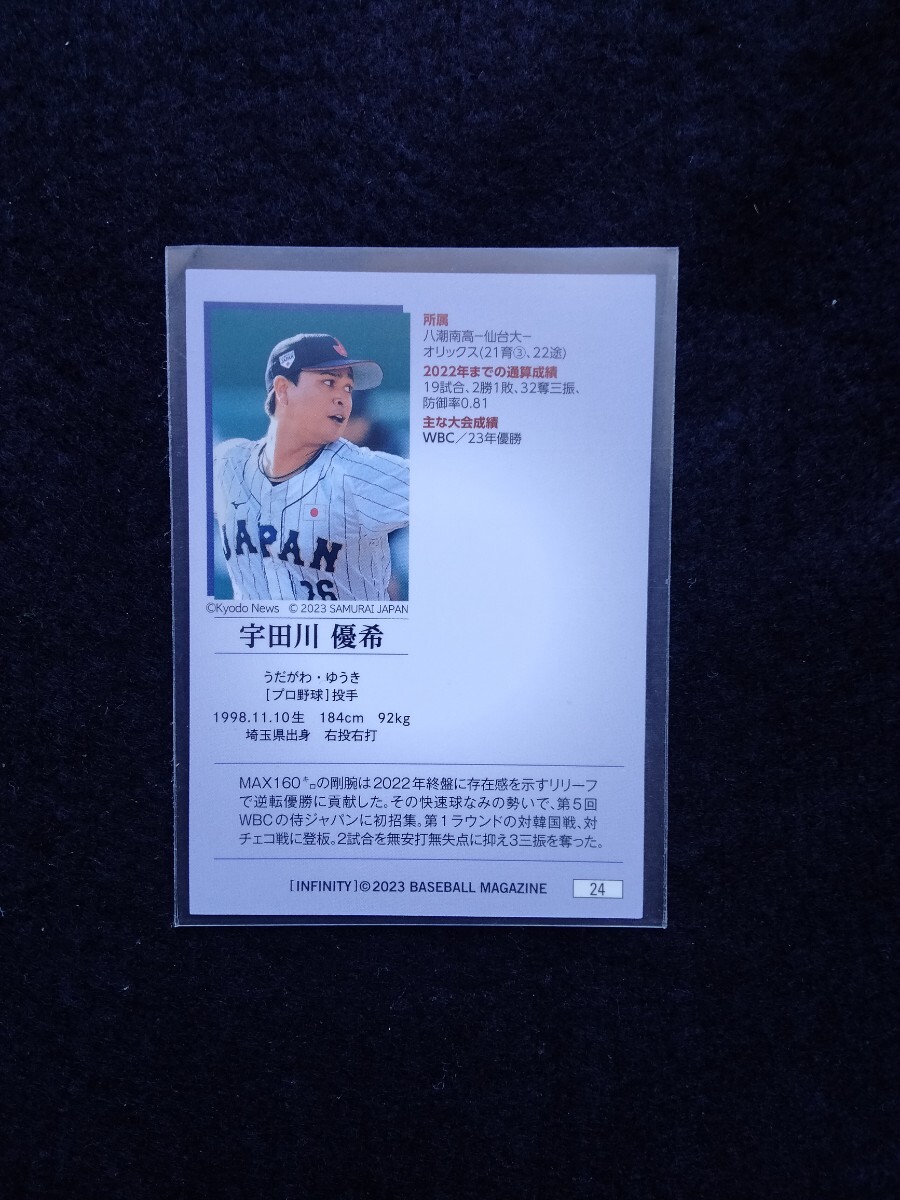 所属
八潮南高−仙台大−
オリックス(21育③、22途)
2022年までの通算成績
19試合、2勝1敗、32奪三振、
防御率0.81
主な大会成績
WBC／23年優勝
JAPAN
©Kyodo News © 2023 SAMURAI JAPAN
宇田川 優希
うだがわ・ゆうき
[プロ野球]投手
1998.11.10生 184cm 92kg
埼玉県出身 右投右打
MAX160㌔の剛腕は2022年終盤に存在感を示すリリーフ
で逆転優勝に貢献した。その快速球なみの勢いで、第5回
WBCの侍ジャパンに初招集。第1ラウンドの対韓国戦、対
チェコ戦に登板。2試合を無安打無失点に抑え3三振を奪った。
[INFINITY]©2023 BASEBALL MAGAZINE 24